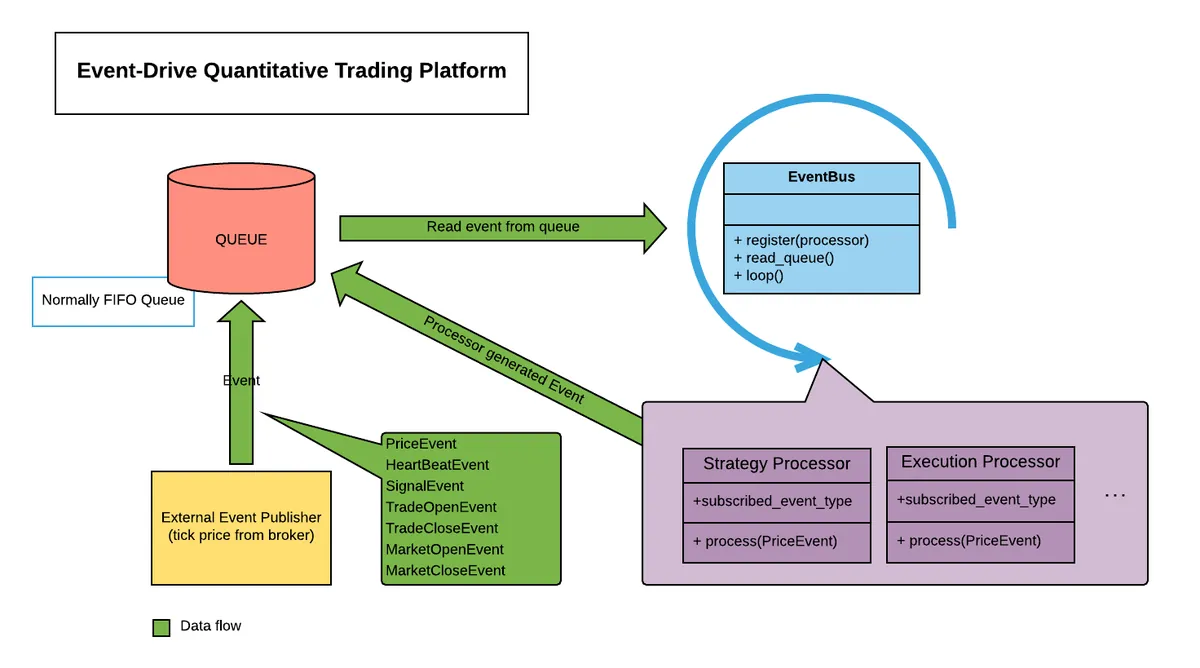 Event-Drive Quantitative Trading Platform
EventBus
QUEUE
Read event from queue
+ register(processor)
+ read_queue()
+ loop()
Normally FIFO Queue
Processor generated Event
Event
PriceEvent
HeartBeatEvent
SignalEvent
TradeOpenEvent
TradeCloseEvent
MarketOpenEvent
MarketCloseEvent
External Event Publisher
(tick price from broker)
Strategy Processor
+subscribed_event_type
+ process(PriceEvent)
Execution Processor
+subscribed_event_type
+ process(PriceEvent)
...
Data flow